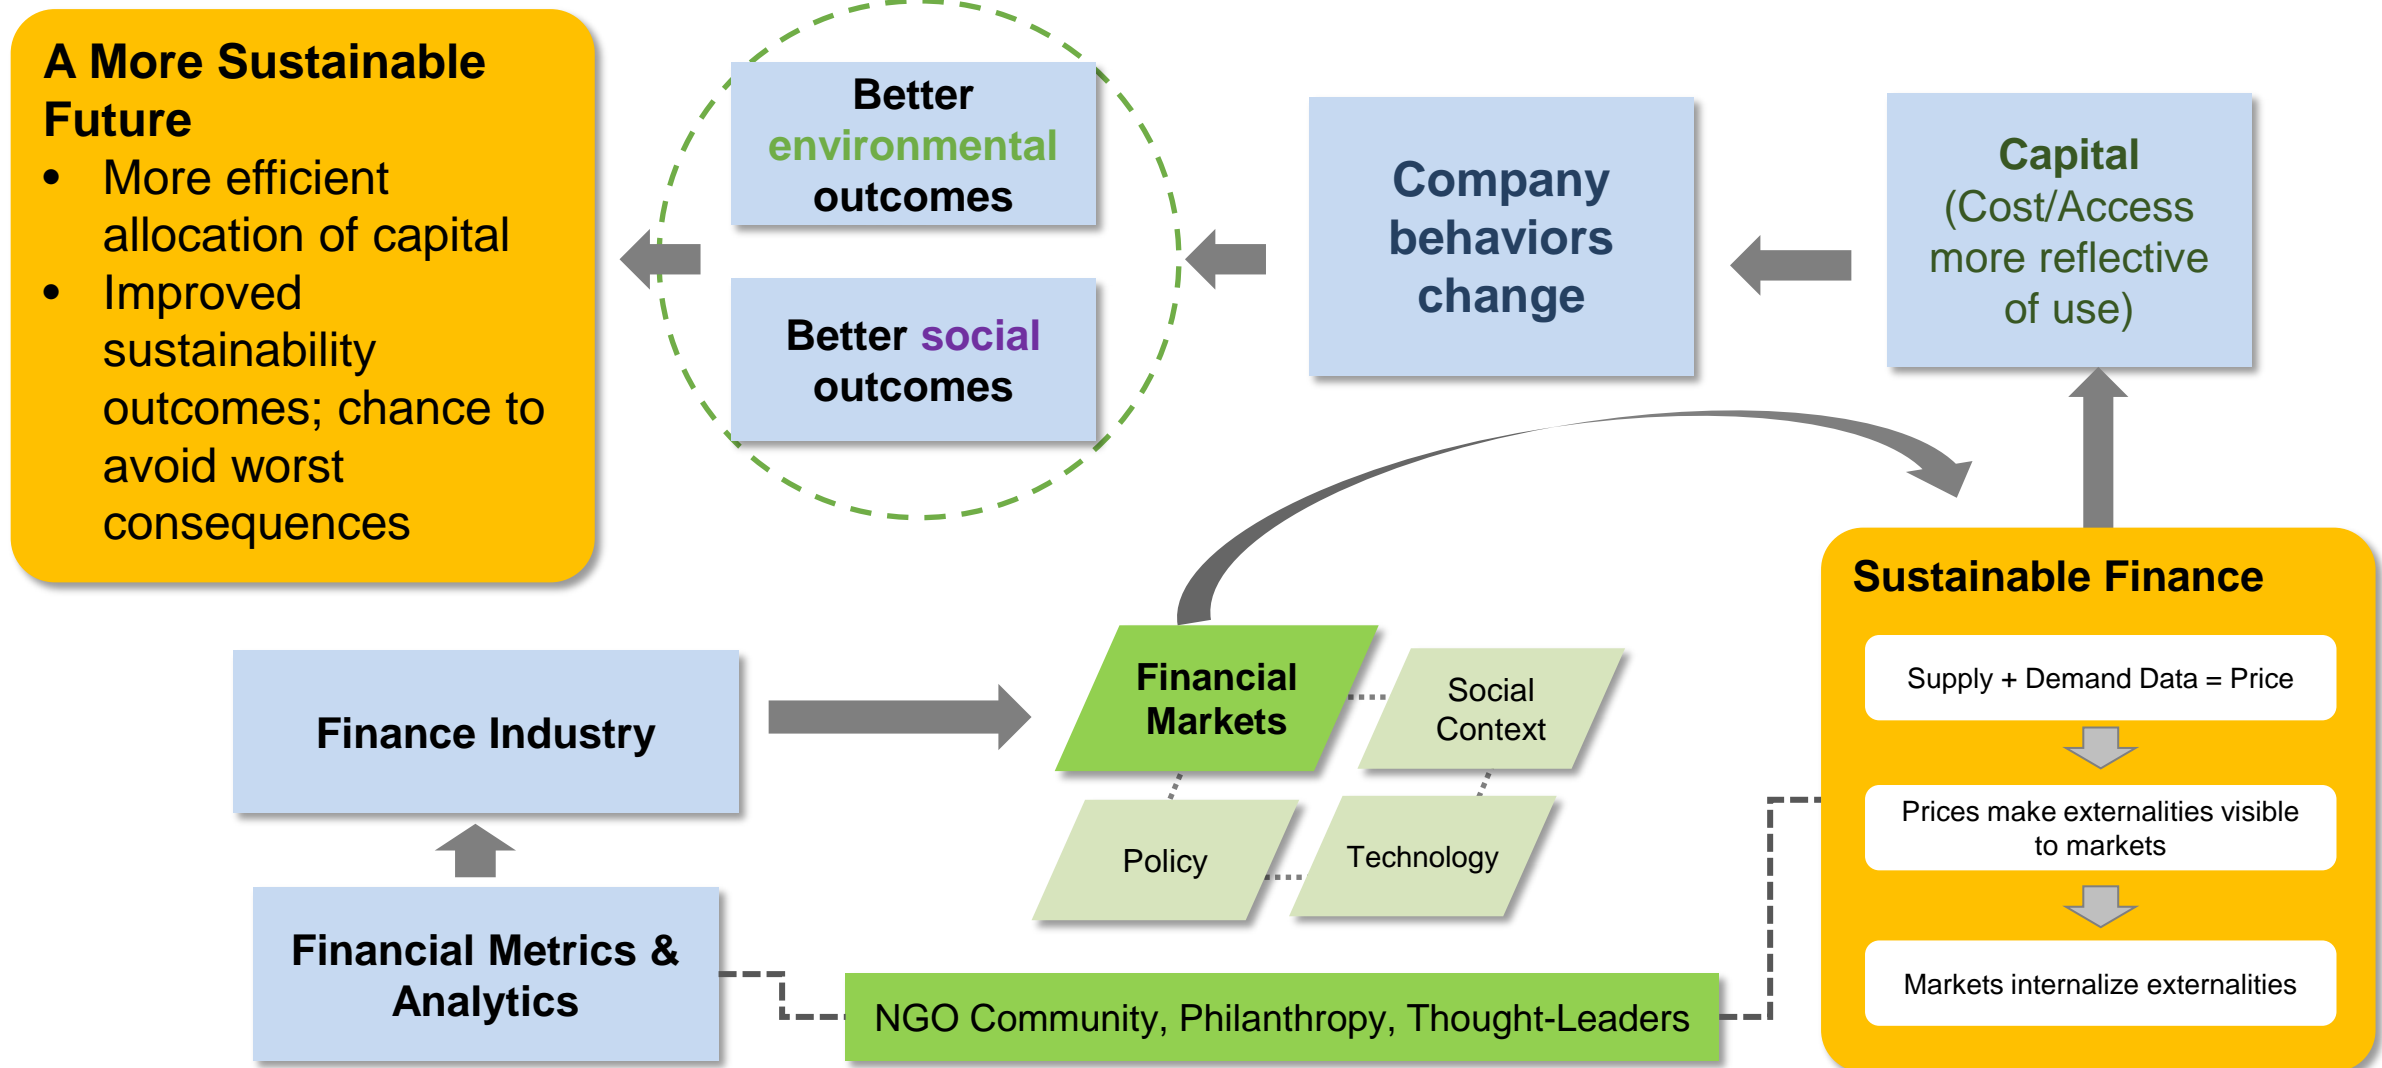 A More Sustainable
Future
• More efficient
allocation of capital
• Improved
sustainability
outcomes; chance to
avoid worst
consequences
Better
environmental
outcomes
Better social
outcomes
Company
behaviors
change
Capital
(Cost/Access
more reflective
of use)
Finance Industry
Financial Metrics &
Analytics
Financial
Markets
Social
Context
Policy
Technology
NGO Community, Philanthropy, Thought-Leaders
Sustainable Finance
Supply + Demand Data = Price
Prices make externalities visible
to markets
Markets internalize externalities